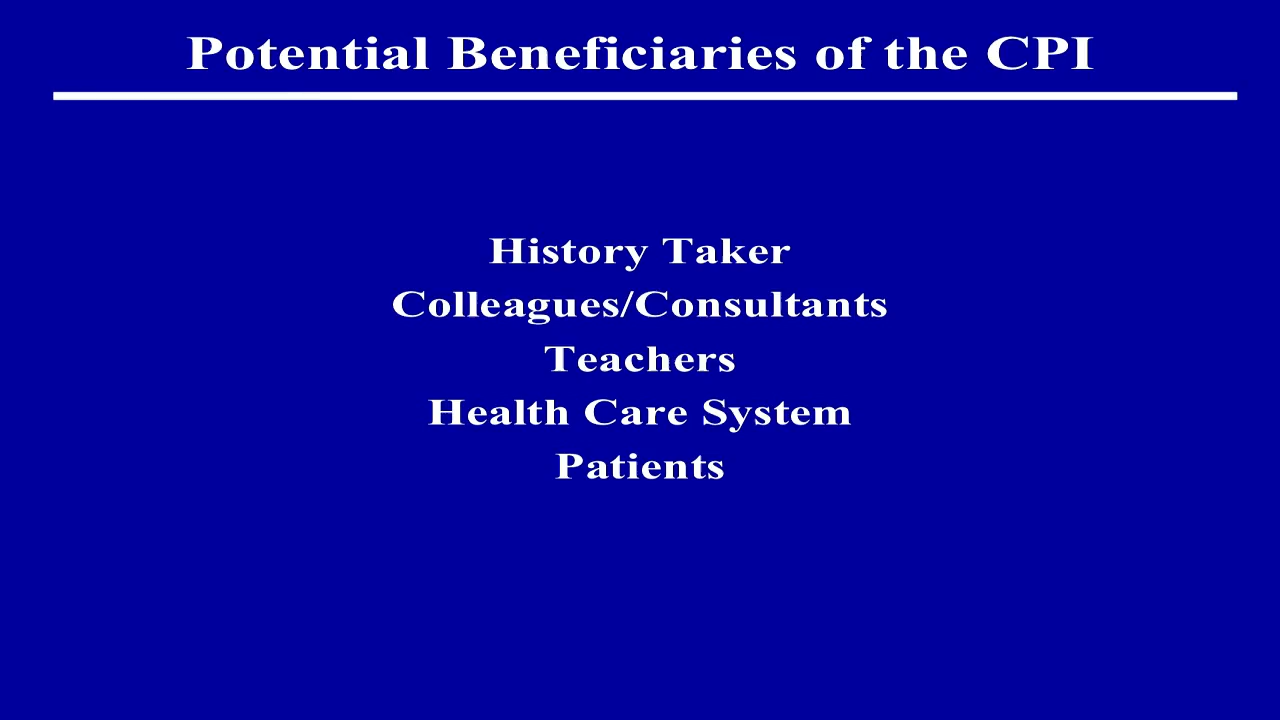 Potential Beneficiaries of the CPI
History Taker
Colleagues/Consultants
Teachers
Health Care System
Patients